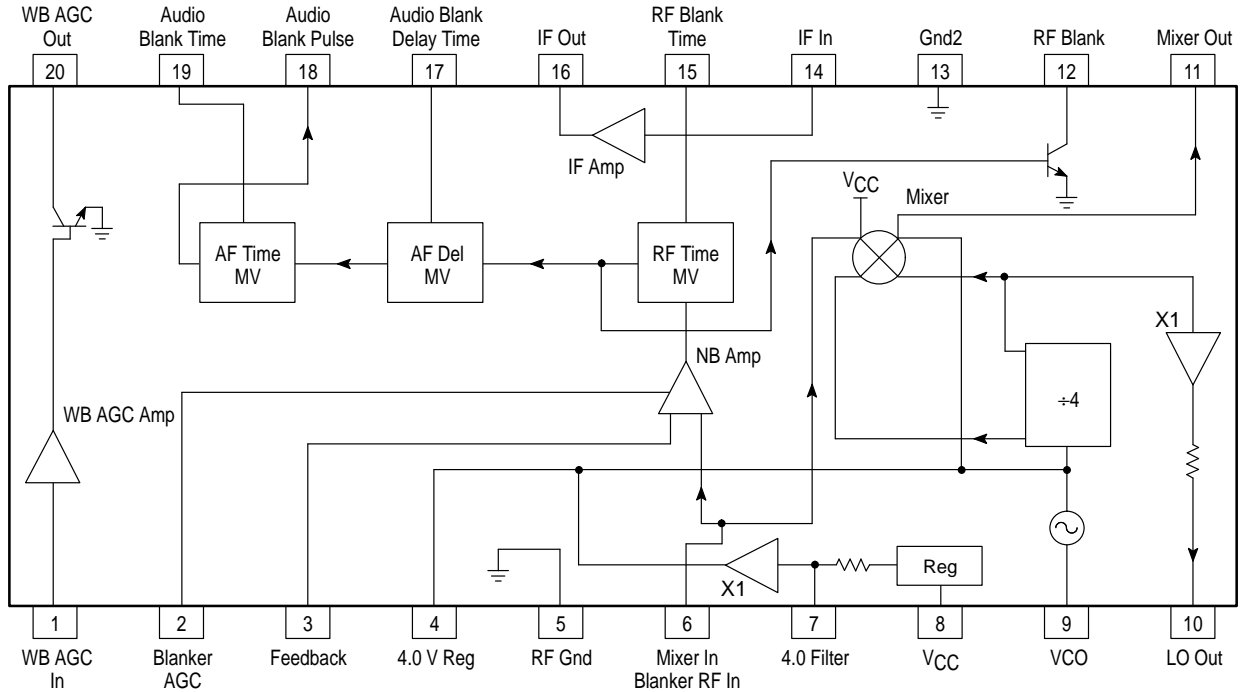 WB AGC
Out
Audio
Blank Time
Audio
Blank Pulse
Audio Blank
Delay Time
IF Out
RF Blank
Time
IF In
Gnd2
RF Blank
Mixer Out
20
19
18
17
16
15
14
13
12
11
IF Amp
VCC
Mixer
AF Time
MV
AF Del
MV
RF Time
MV
X1
NB Amp
÷4
WB AGC Amp
X1
Reg
1
2
3
4
5
6
7
8
9
10
WB AGC
In
Blanker
AGC
Feedback
4.0 V Reg
RF Gnd
Mixer In
Blanker RF In
4.0 Filter
VCC
VCO
LO Out